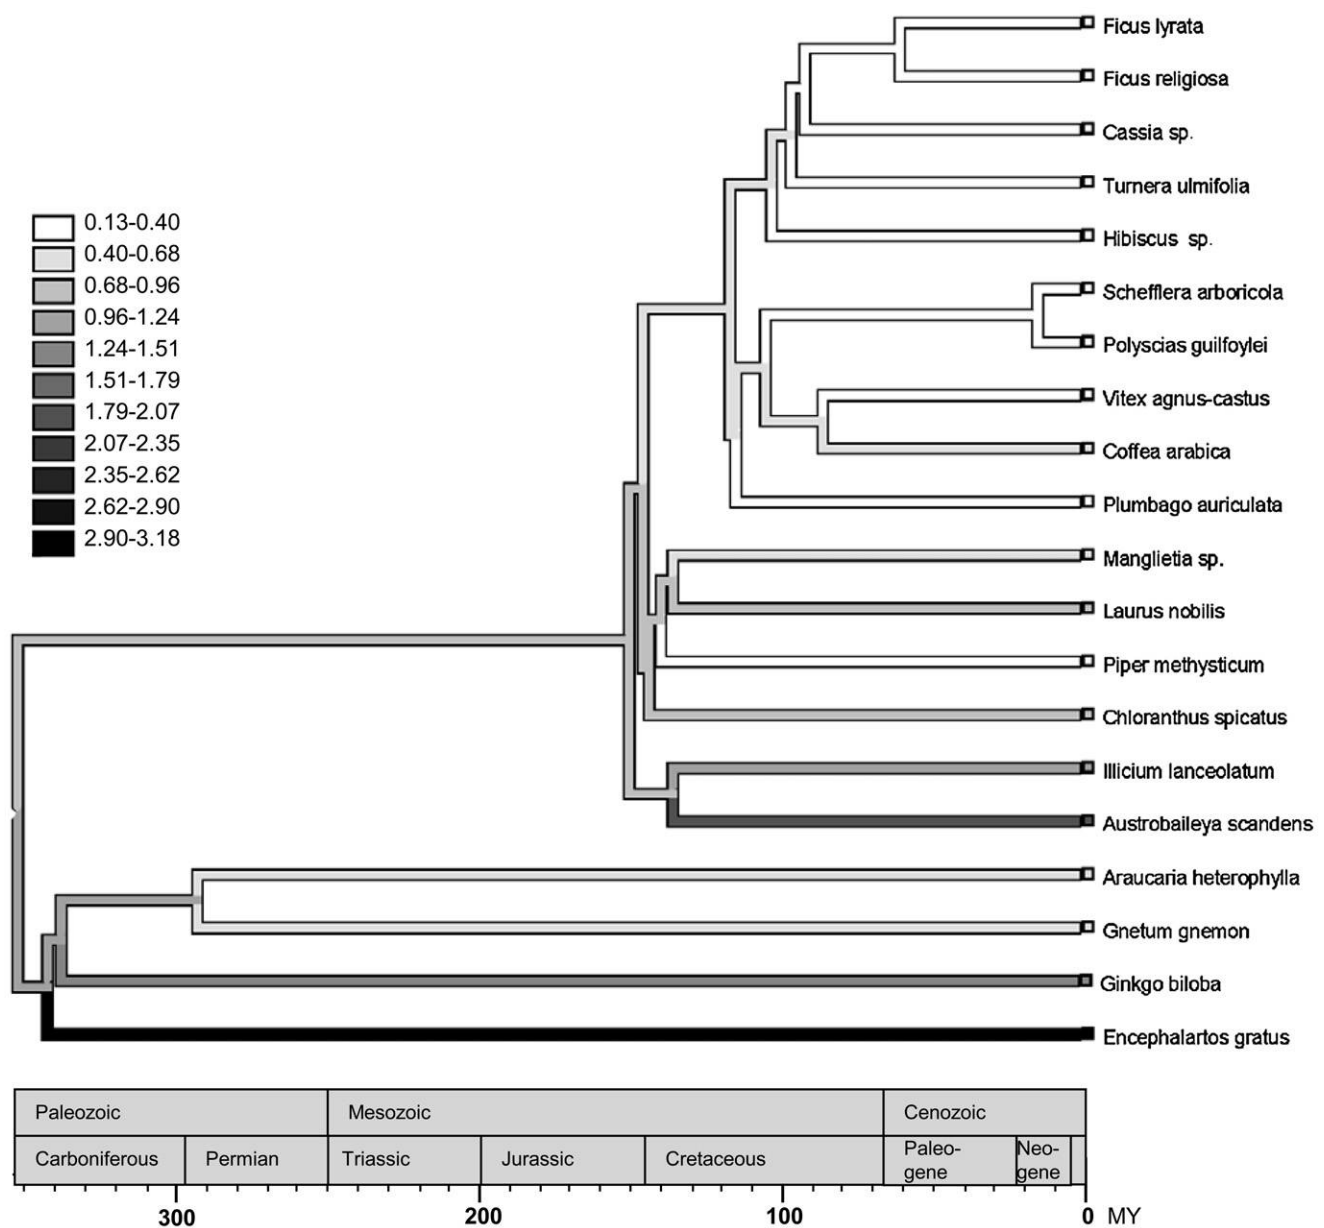 Ficus lyrata
Ficus religiosa
Cassia sp.
Turnera ulmifolia
Hibiscus sp.
Schefflera arboricola
Polyscias guilfoylei
Vitex agnus-castus
Coffea arabica
Plumbago auriculata
Manglietia sp.
Laurus nobilis
Piper methysticum
Chloranthus spicatus
Illicium lanceolatum
Austrobaileya scandens
Araucaria heterophylla
Gnetum gnemon
Ginkgo biloba
Encephalartos gratus
0.13-0.40
0.40-0.68
0.68-0.96
0.96-1.24
1.24-1.51
1.51-1.79
1.79-2.07
2.07-2.35
2.35-2.62
2.62-2.90
2.90-3.18
Paleozoic Mesozoic Cenozoic
Carboniferous Permian Triassic Jurassic Cretaceous
Paleo-
gene
Neo-
gene
300 200 100 0 MY